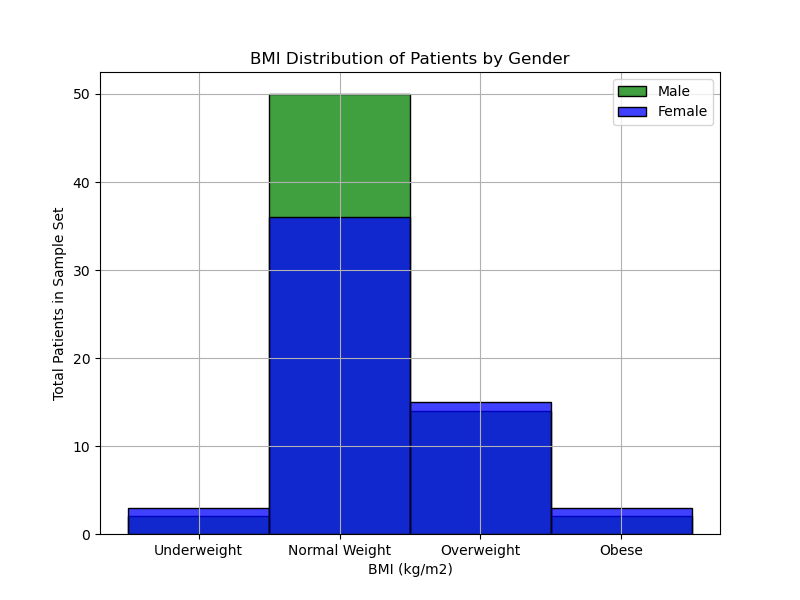 BMI Distribution of Patients by Gender
Male
Female
Total Patients in Sample Set
50
40
30
20
10
0
Underweight
Normal Weight
Overweight
Obese
BMI (kg/m2)